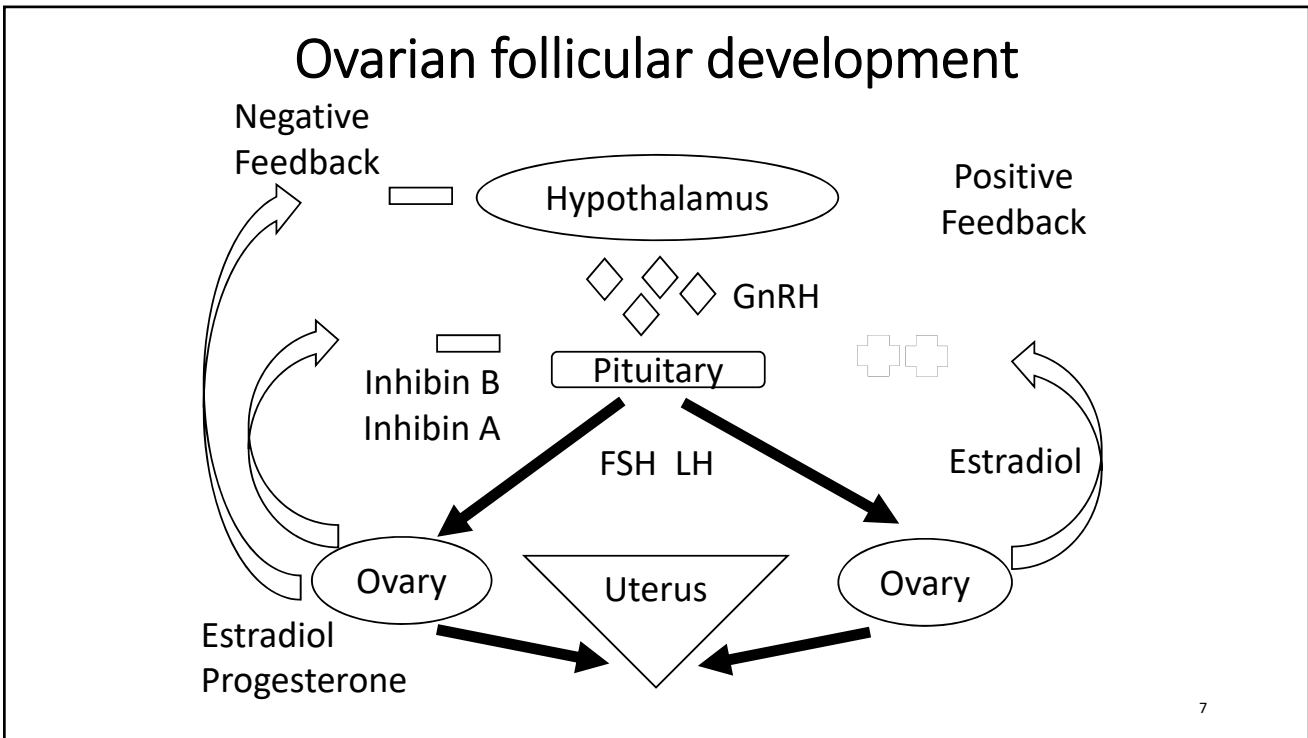 Ovarian follicular development
Negative
Feedback
Positive
Feedback
Hypothalamus
GnRH
Pituitary
Inhibin B
Inhibin A
FSH LH
Estradiol
Ovary
Uterus
Ovary
Estradiol
Progesterone
7